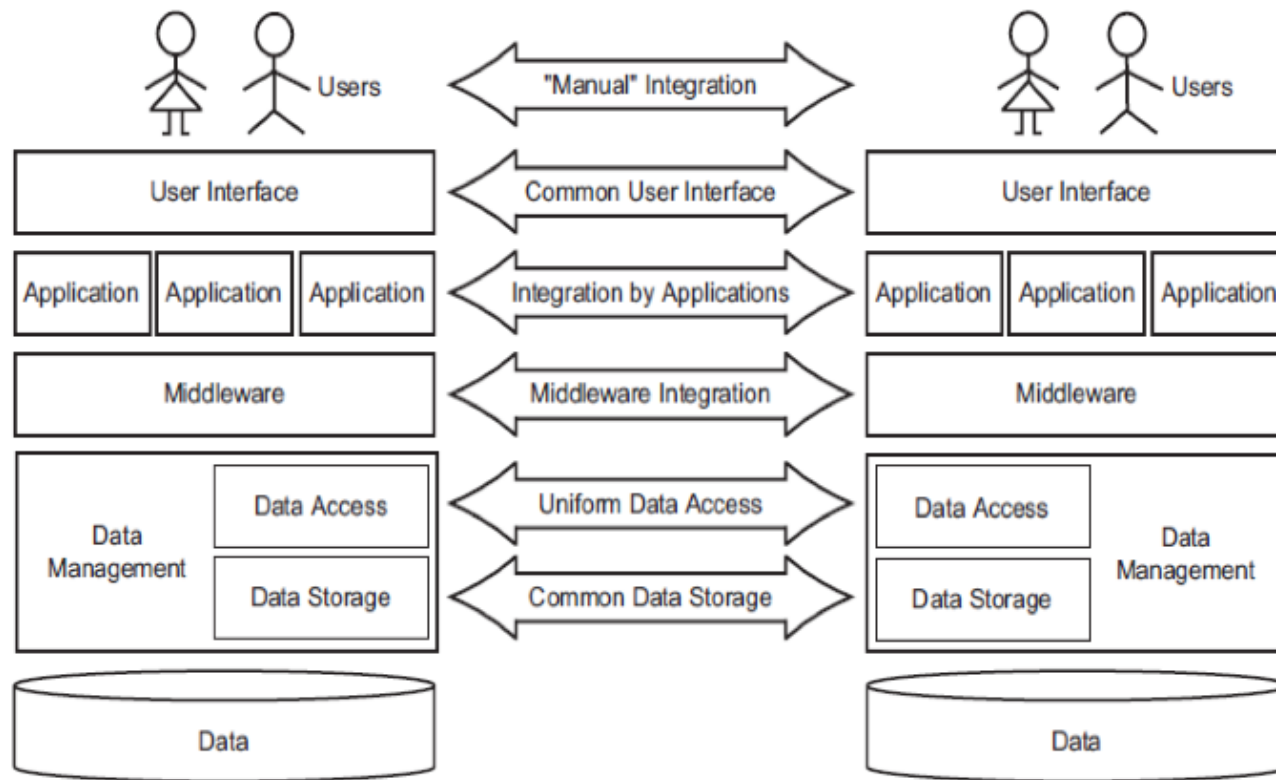 Users "Manual" Integration Users
User Interface Common User Interface User Interface
Application Application Application Integration by Applications Application Application Application
Middleware Middleware Integration Middleware
Data Access Uniform Data Access Data Access
Data
Management
Data
Management
Data Storage Common Data Storage Data Storage
Data Data